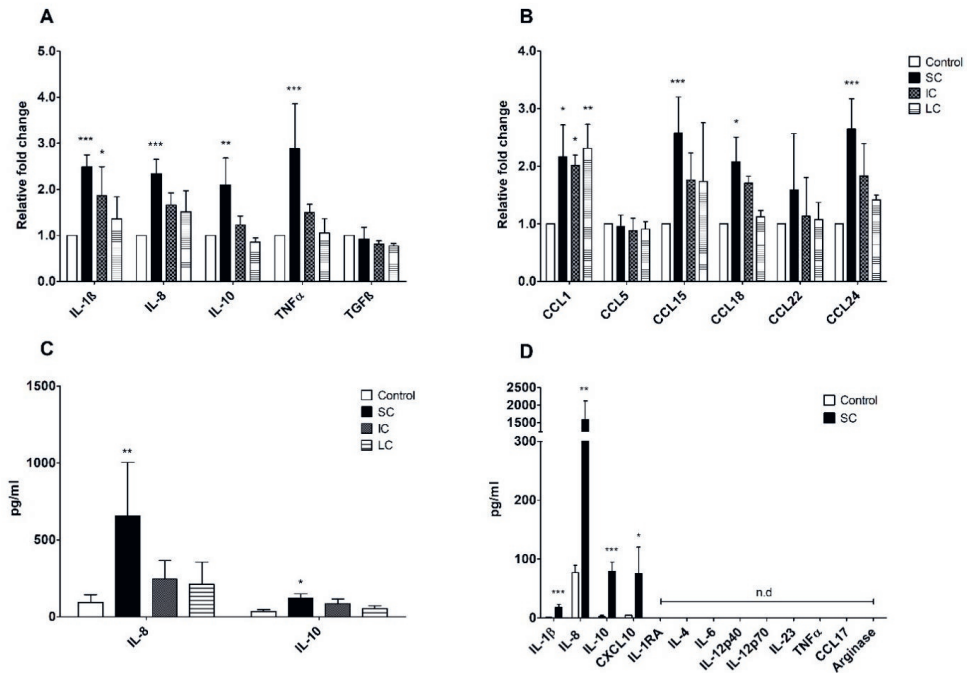 A
Relative fold change
5.0
4.0
3.0
2.0
1.0
0.0
***
*
***
**
***
IL-1ß
IL-8
IL-10
TNFα
TGFß
B
Relative fold change
4.0
3.0
2.0
1.0
0.0
*
*
**
***
*
***
CCL1
CCL5
CCL15
CCL18
CCL22
CCL24
Control
SC
IC
LC
C
pg/ml
1500
1000
500
0
**
*
IL-8
IL-10
Control
SC
IC
LC
D
pg/ml
2500
2000
1500
1000
300
200
100
0
***
**
***
*
n.d
IL-1β
IL-8
IL-10
CXCL10
IL-1RA
IL-4
IL-6
IL-12p40
IL-12p70
IL-23
TNFα
CCL17
Arginase
Control
SC